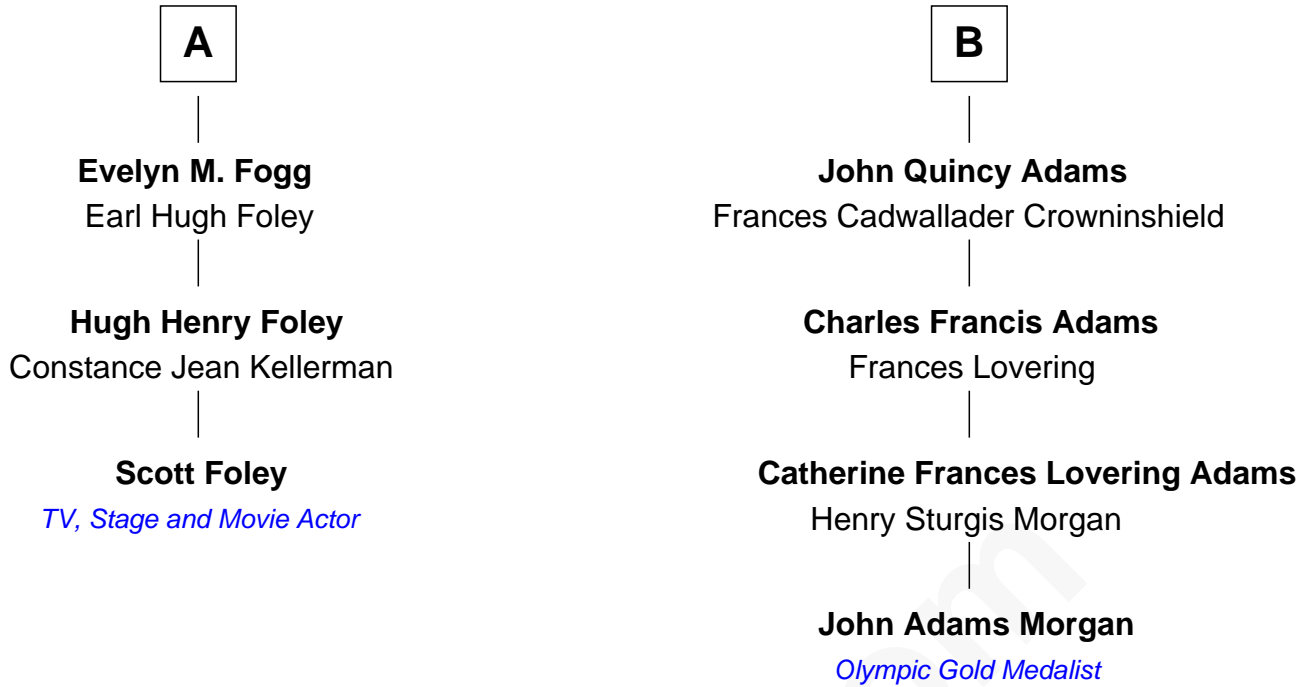 A
Evelyn M. Fogg
Earl Hugh Foley
Hugh Henry Foley
Constance Jean Kellerman
Scott Foley
TV, Stage and Movie Actor
B
John Quincy Adams
Frances Cadwallader Crowninshield
Charles Francis Adams
Frances Lovering
Catherine Frances Lovering Adams
Henry Sturgis Morgan
John Adams Morgan
Olympic Gold Medalist